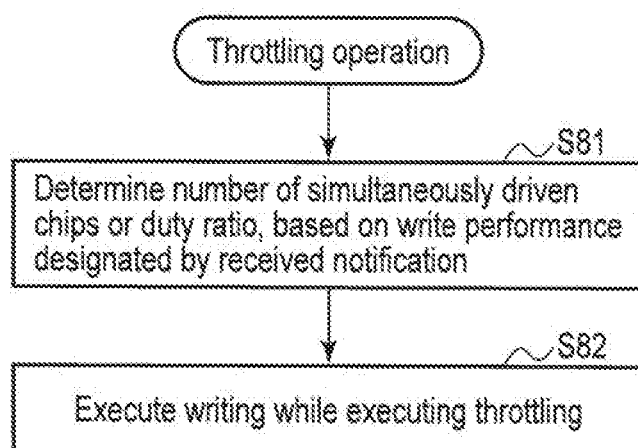 Throttling operation
S81
Determine number of simultaneously driven
chips or duty ratio, based on write performance
designated by received notification
S82
Execute writing while executing throttling